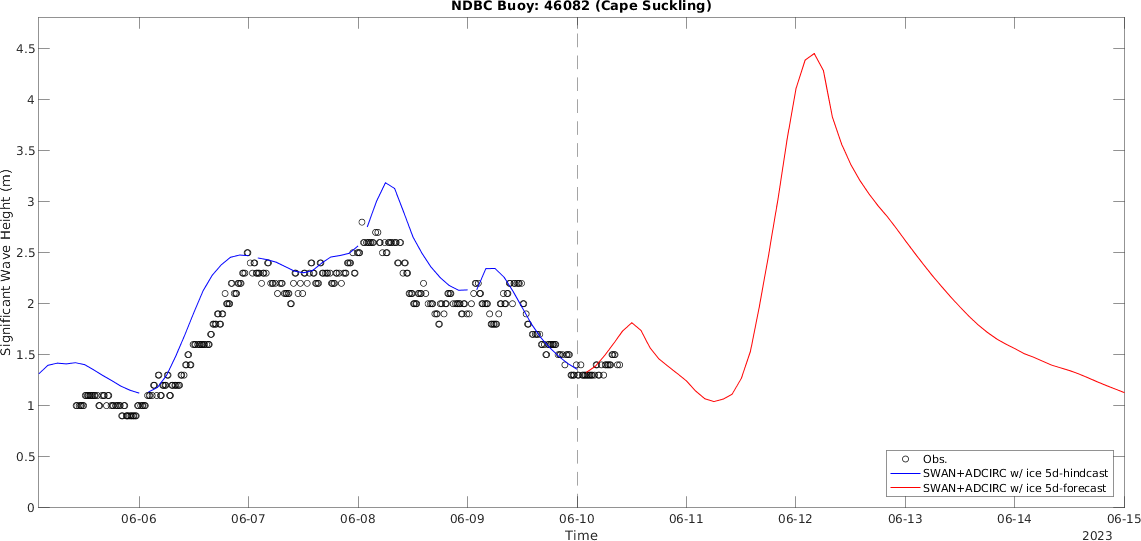 NDBC Buoy: 46082 (Cape Suckling)
4.5
4
3.5
3
2.5
2
1.5
1
0.5
0
Significant Wave Height (m)
Obs.
SWAN+ADCIRC w/ ice 5d-hindcast
SWAN+ADCIRC w/ ice 5d-forecast
06-06 06-07 06-08 06-09 06-10 06-11 06-12 06-13 06-14 06-15
Time
2023